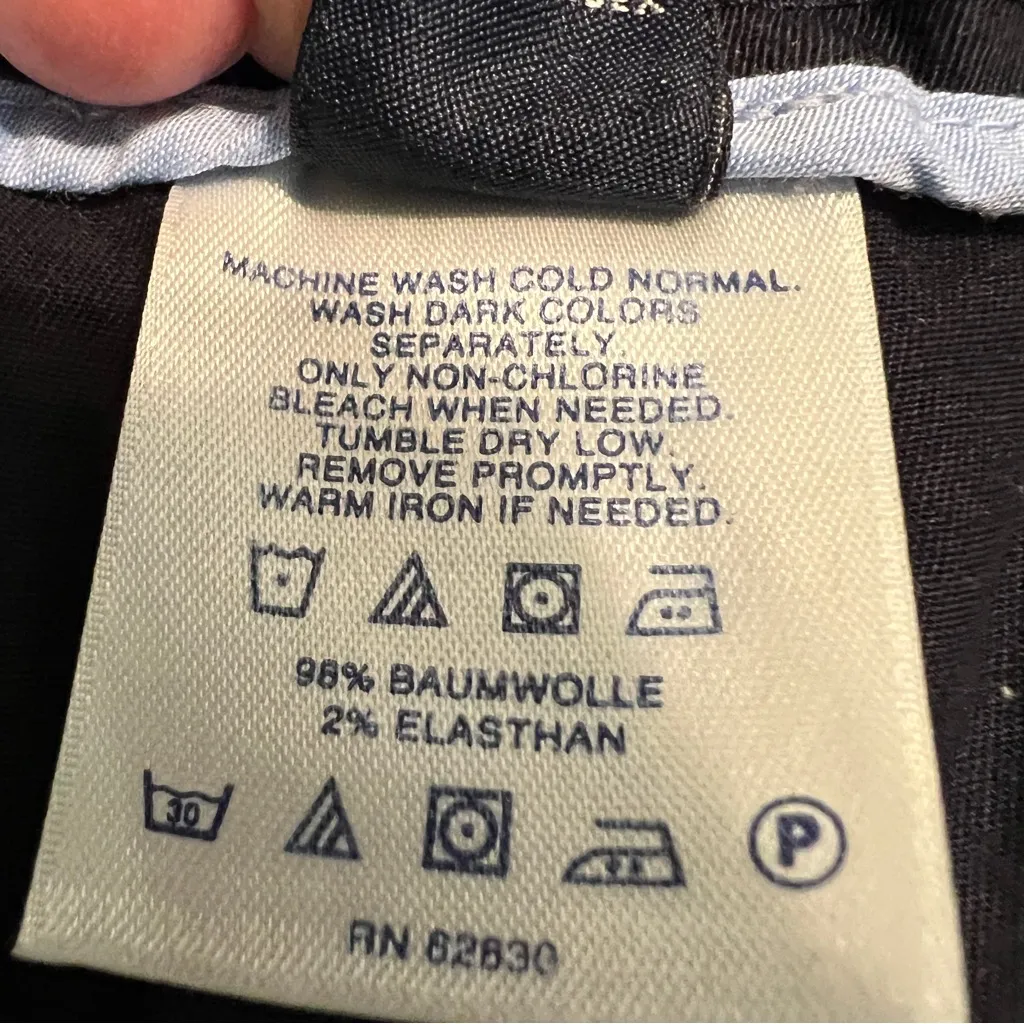 MACHINE WASH COLD NORMAL.
WASH DARK COLORS
SEPARATELY.
ONLY NON-CHLORINE
BLEACH WHEN NEEDED.
TUMBLE DRY LOW.
REMOVE PROMPTLY.
WARM IRON IF NEEDED.
98% BAUMWOLLE
2% ELASTHAN
30
P
RN